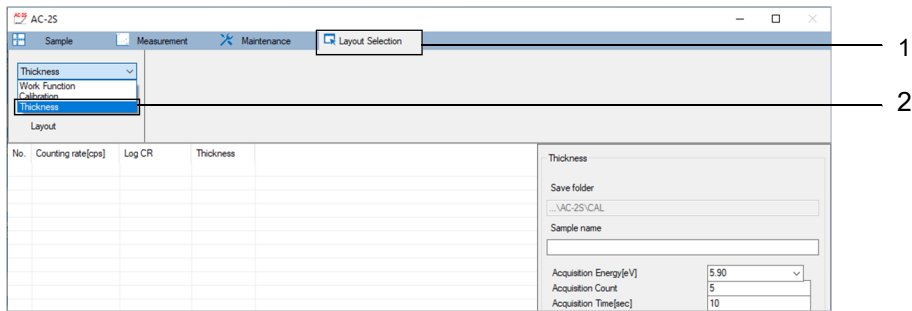 AC-2S AC-2S
Sample Measurement Maintenance Layout Selection
1
Thickness
Work Function
Calibration
Thickness
2
Layout
No. Counting rate[cps] Log CR Thickness
Thickness
Save folder
...\AC-2S\CAL
Sample name
Acquisition Energy[eV] 5.90
Acquisition Count 5
Acquisition Time[sec] 10